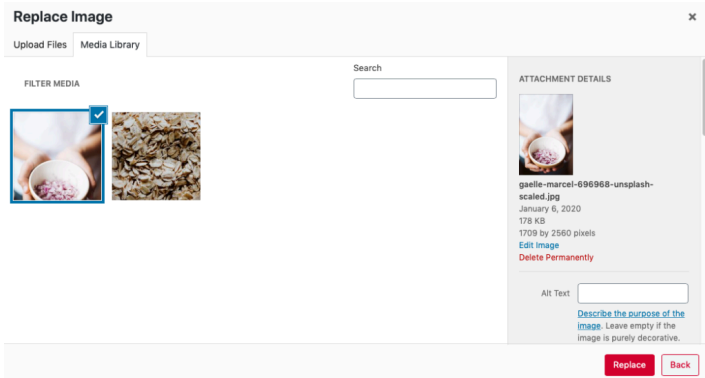 Replace Image
×
Upload Files
Media Library
FILTER MEDIA
Search
ATTACHMENT DETAILS
gaelle-marcel-696968-unsplash-
scaled.jpg
January 6, 2020
178 KB
1709 by 2560 pixels
Edit Image
Delete Permanently
Alt Text
Describe the purpose of the
image. Leave empty if the
image is purely decorative.
Replace
Back